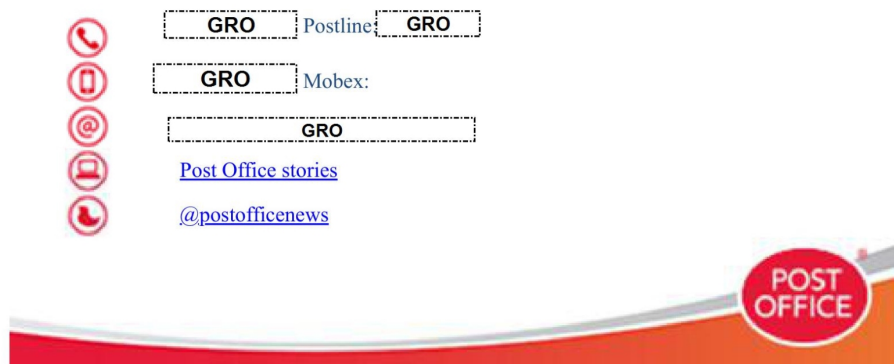 GRO Postline: GRO
GRO Mobex:
GRO
Post Office stories
@postofficenews
POST
OFFICE